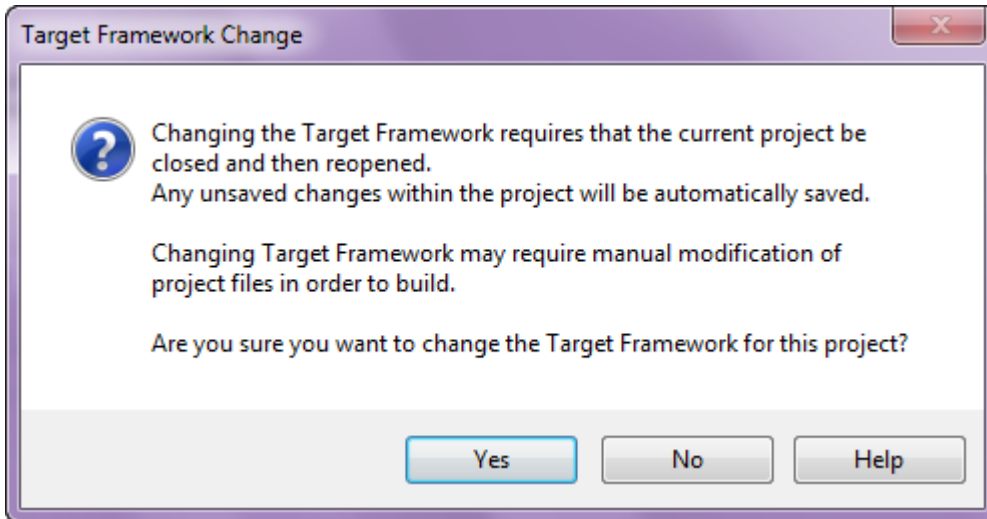 Target Framework Change
Changing the Target Framework requires that the current project be
closed and then reopened.
Any unsaved changes within the project will be automatically saved.
Changing Target Framework may require manual modification of
project files in order to build.
Are you sure you want to change the Target Framework for this project?
Yes No Help